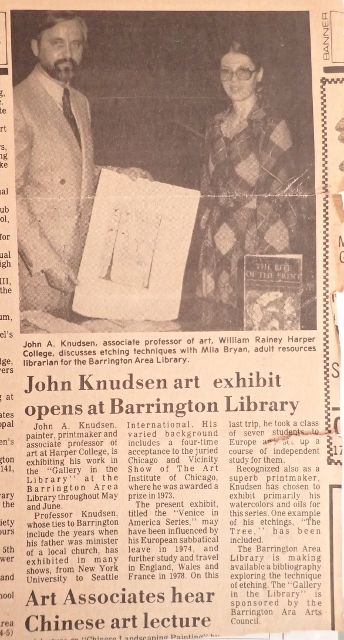 BANNER
THE BITE
OF THE PRINT
John A. Knudsen, associate professor of art, William Rainey Harper
College, discusses etching techniques with Mila Bryan, adult resources
librarian for the Barrington Area Library.
John Knudsen art exhibit
opens at Barrington Library
John A. Knudsen,
painter, printmaker and
associate professor of
art at Harper College, is
exhibiting his work in
the "Gallery in the
Library" at the
Barrington Area
Library throughout May
and June.
Professor Knudsen,
whose ties to Barrington
include the years when
his father was minister
of a local church, has
exhibited in many
shows, from New York
University to Seattle
International. His
varied background
includes a four-time
acceptance to the juried
Chicago and Vicinity
Show of The Art
Institute of Chicago,
where he was awarded a
prize in 1973.
The present exhibit,
titled the "Venice in
America Series," may
have been influenced by
his European sabbatical
leave in 1974, and
further study and travel
in England, Wales and
France in 1978. On this
last trip, he took a class
of seven students to
Europe up a
course of independent
study for them.
Recognized also as a
superb printmaker,
Knudsen has chosen to
exhibit primarily his
watercolors and oils for
this series. One example
of his etchings, "The
Tree," has been
included.
The Barrington Area
Library is making
available a bibliography
exploring the technique
of etching. The "Gallery
in the Library" is
sponsored by the
Barrington Ara Arts
Council.
Art Associates hear
Chinese art lecture
"Chinese Landscape Painting"